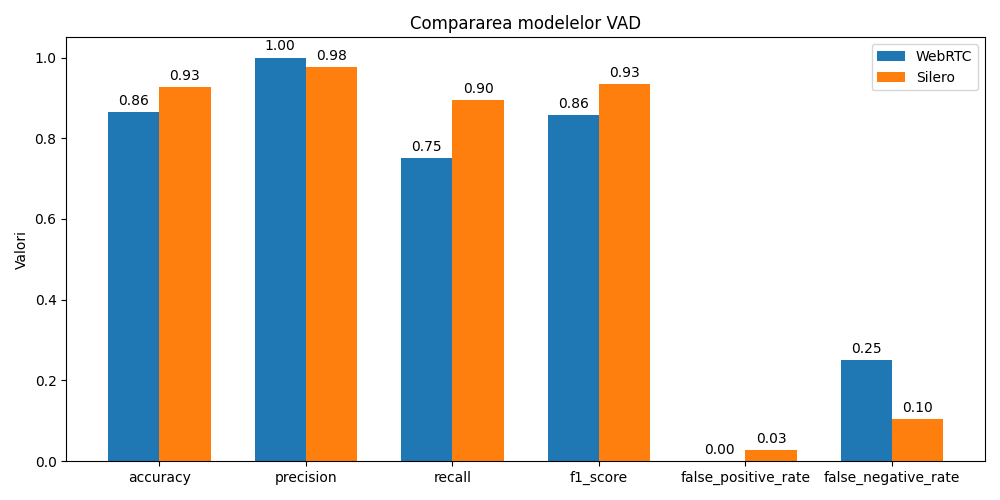 Compararea modelelor VAD
WebRTC
Silero
Valori
1.0
0.8
0.6
0.4
0.2
0.0
0.86
0.93
1.00
0.98
0.75
0.90
0.86
0.93
0.00
0.03
0.25
0.10
accuracy
precision
recall
f1_score
false_positive_rate
false_negative_rate